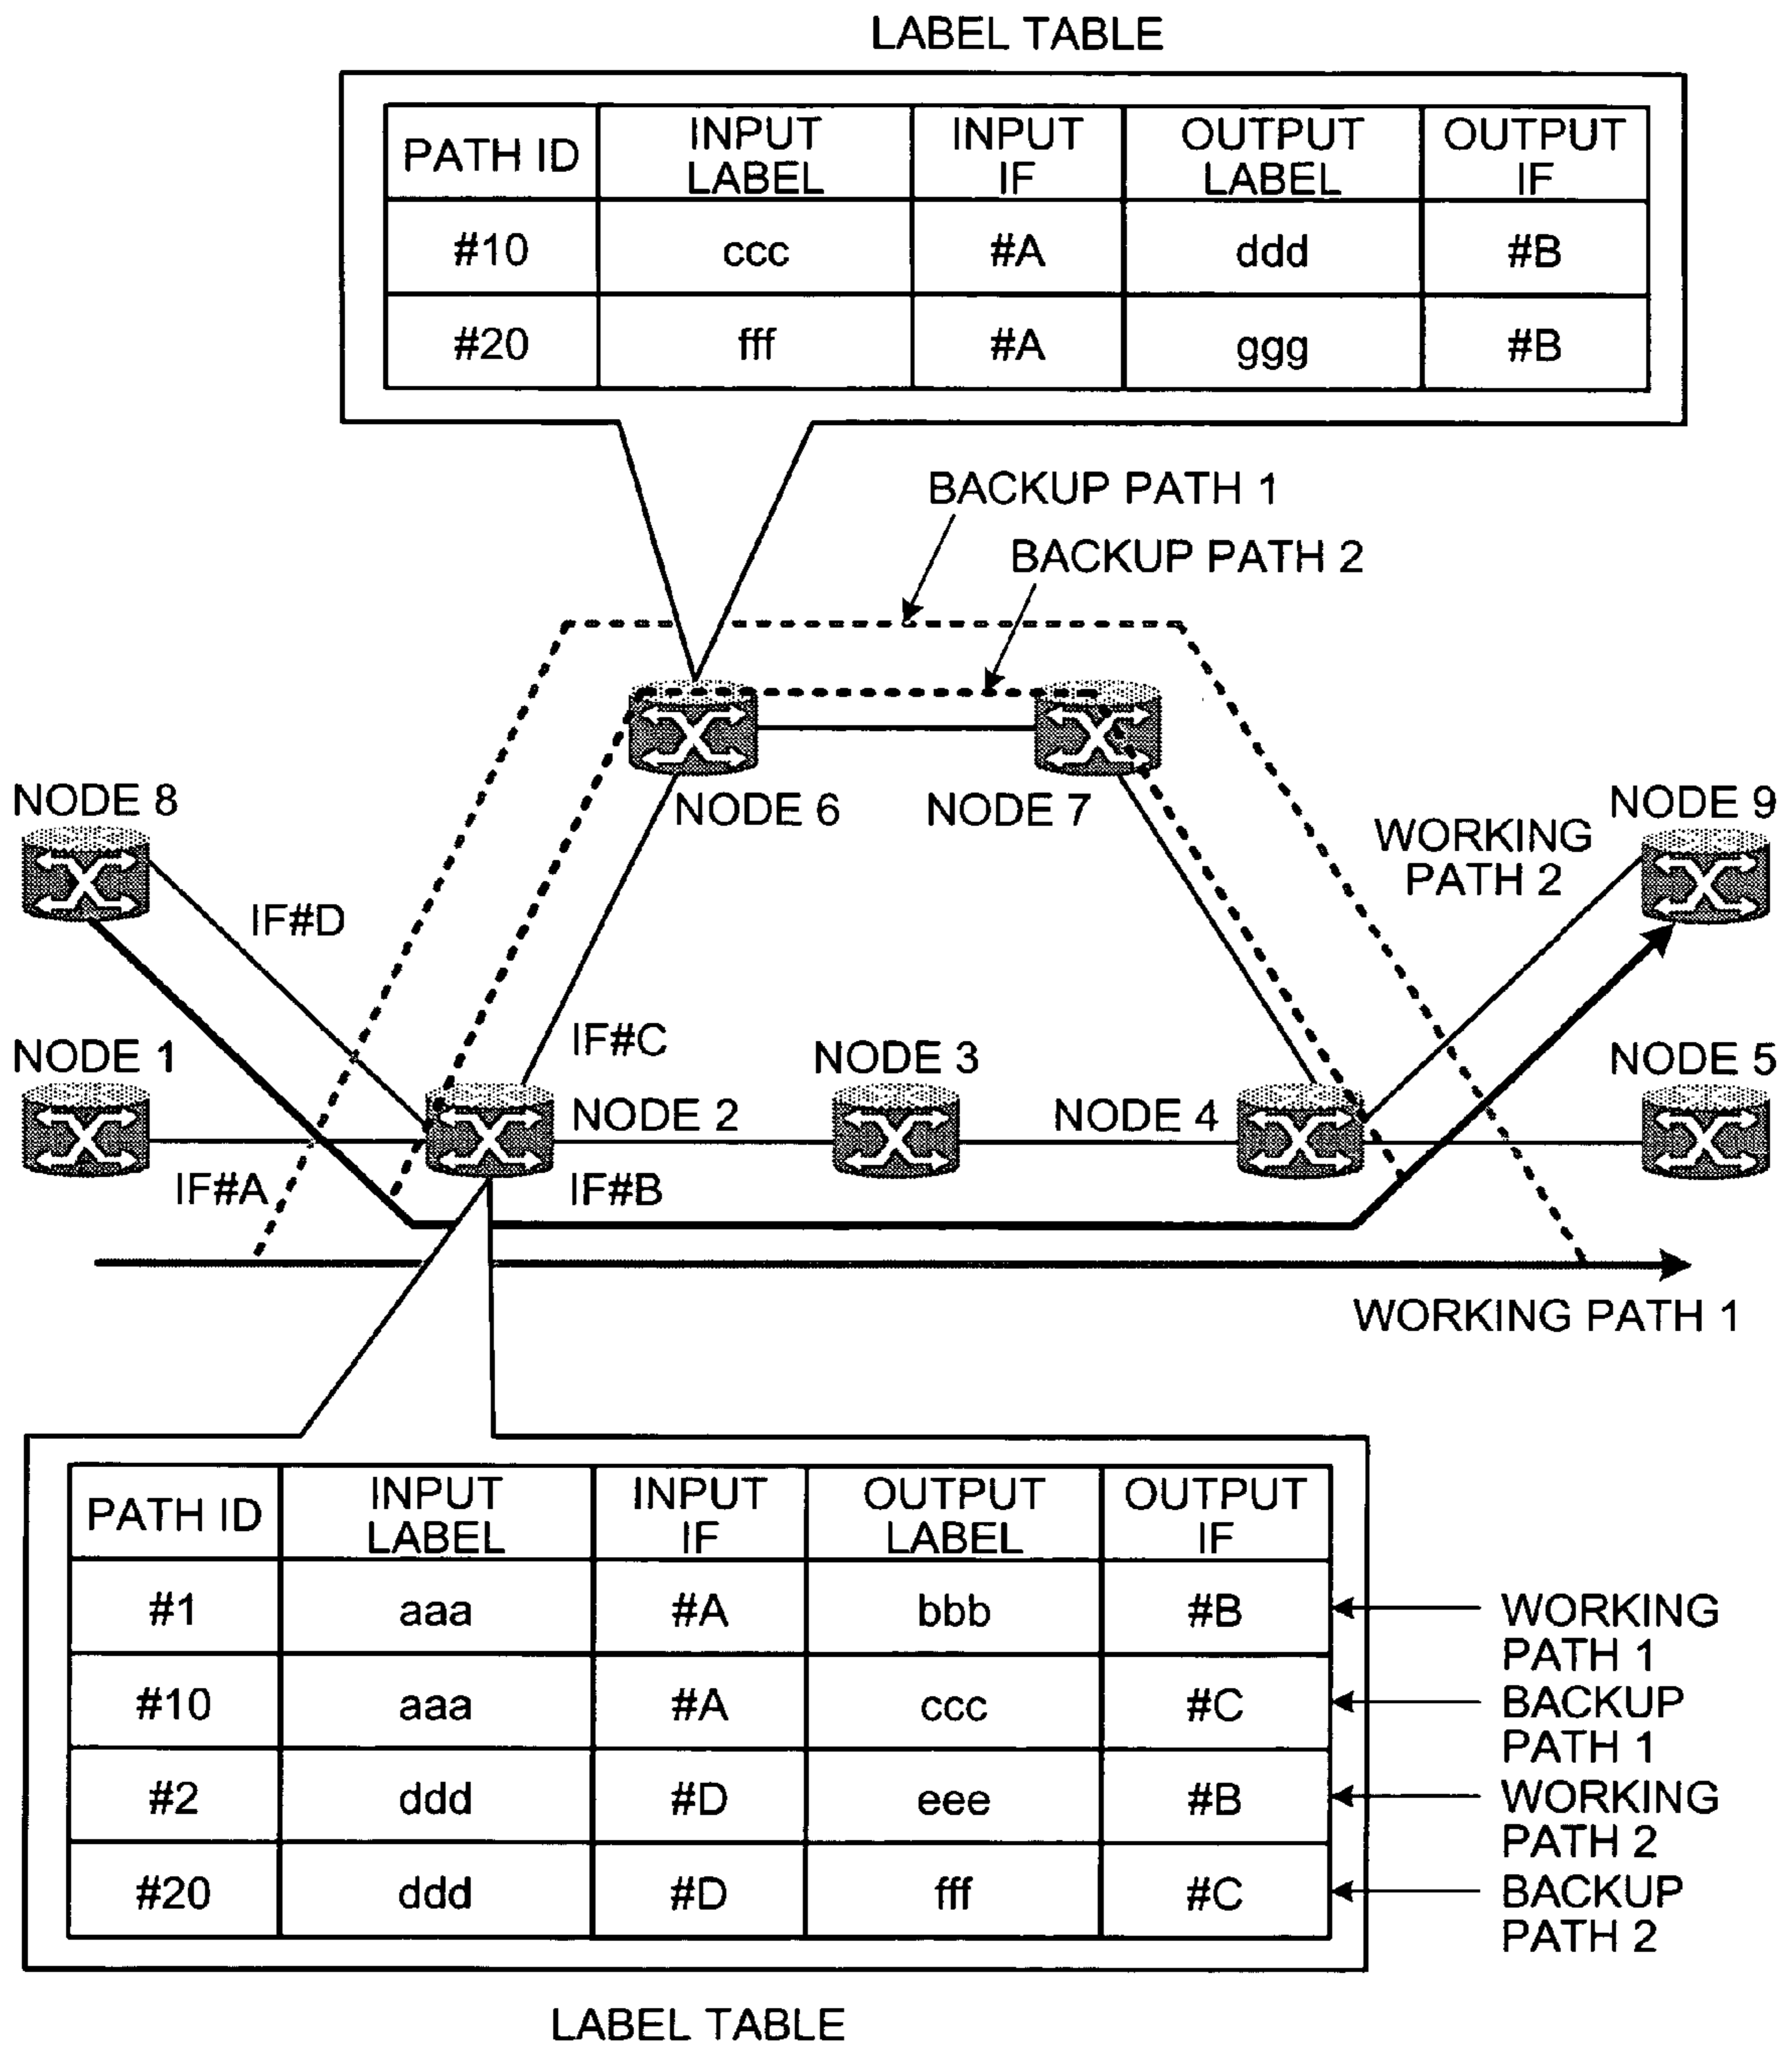 LABEL TABLE
PATH ID
INPUT
LABEL
INPUT
IF
OUTPUT
LABEL
OUTPUT
IF
#10 ccc #A ddd #B
#20 fff #A ggg #B
BACKUP PATH 1
BACKUP PATH 2
NODE 8
NODE 6
NODE 7
NODE 9
WORKING
PATH 2
IF#D
IF#C
NODE 1
NODE 3
NODE 5
NODE 2
NODE 4
IF#A
IF#B
WORKING PATH 1
PATH ID
INPUT
LABEL
INPUT
IF
OUTPUT
LABEL
OUTPUT
IF
#1 aaa #A bbb #B
WORKING
PATH 1
#10 aaa #A ccc #C
BACKUP
PATH 1
#2 ddd #D eee #B
WORKING
PATH 2
#20 ddd #D fff #C
BACKUP
PATH 2
LABEL TABLE